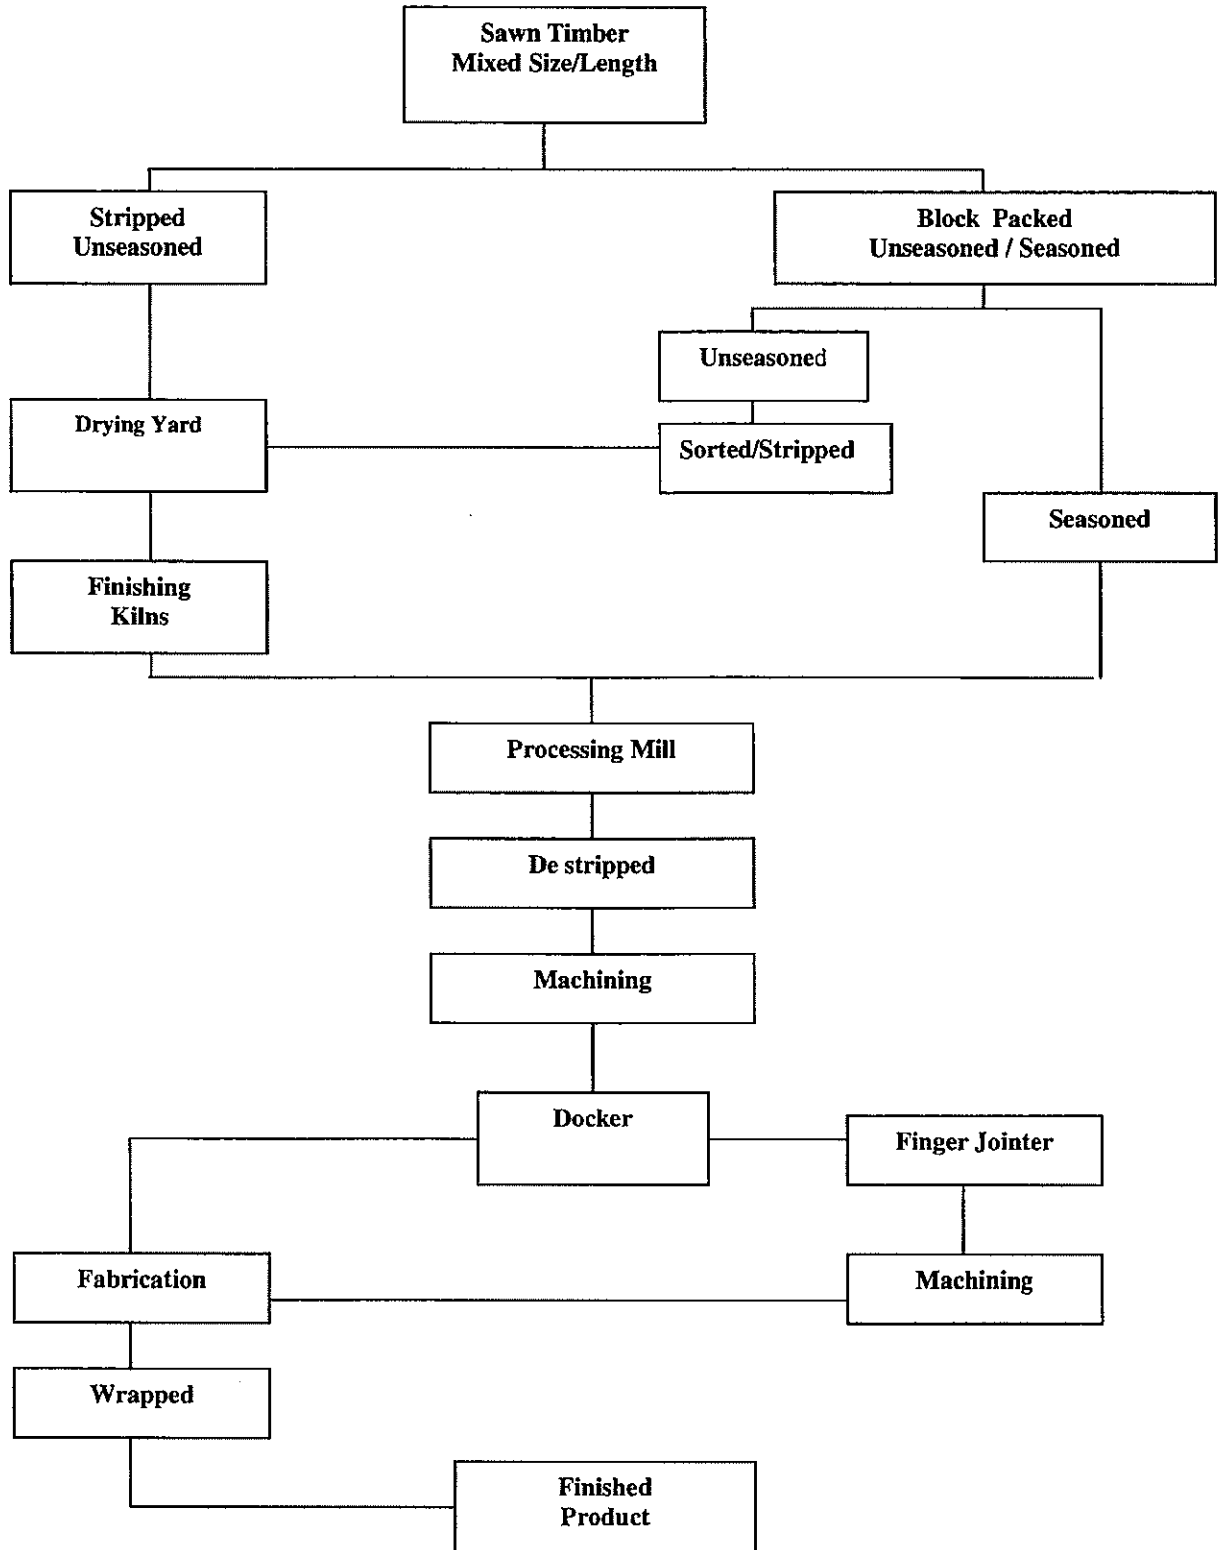 Sawn Timber
Mixed Size/Length
Stripped
Unseasoned
Block Packed
Unseasoned / Seasoned
Unseasoned
Drying Yard
Sorted/Stripped
Seasoned
Finishing
Kilns
Processing Mill
De stripped
Machining
Docker
Finger Jointer
Fabrication
Machining
Wrapped
Finished
Product